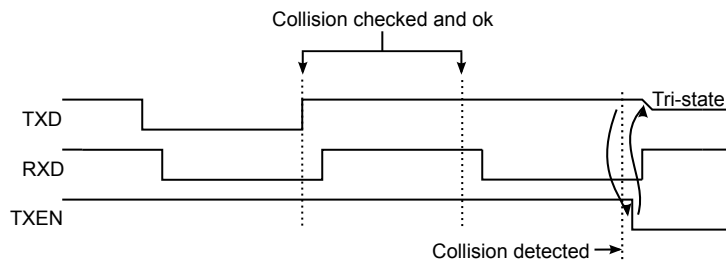 Collision checked and ok
Tri-state
TXD
RXD
TXEN
Collision detected